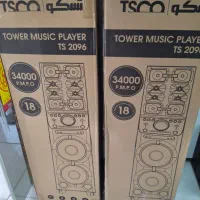 TSCO تسکو
TOWER MUSIC PLAYER
TS 2096
34000
P.M.P.O
18
TSCO تسکو
TOWER MUSIC PLAYER
TS 2096
34000
P.M.P.O
18